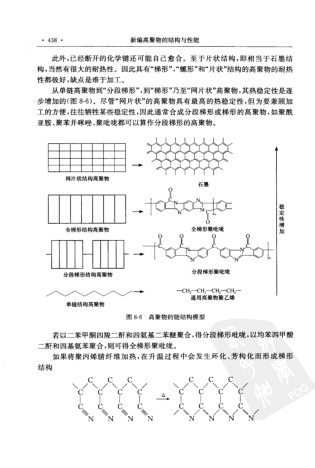 · 438 · 新编高聚物的结构与性能
此外,已经断开的化学键还可能自己愈合。至于片状结构,即相当于石墨结
构,当然有很大的耐热性。因此具有“梯形”、“螺形”和“片状”结构的高聚物的耐热
性都极好,缺点是难于加工。
从单链高聚物到“分段梯形”,到“梯形”乃至“网片状”高聚物,其热稳定性是逐
步增加的(图 8-6)。尽管“网片状”的高聚物具有最高的热稳定性,但为要兼顾加
工的方便,往往牺牲某些稳定性,因此通常合成分段梯形或梯形的高聚物,如聚酰
亚胺、聚苯并咪唑、聚吡咙都可以算作分段梯形的高聚物。
网片状结构高聚物
石墨
全梯形结构高聚物
全梯形聚吡咙
分段梯形结构高聚物
分段梯形聚吡咙
单链结构高聚物
—CH2—CH2—CH2—
通用高聚物聚乙烯
稳定性增加
图 8-6 高聚物的链结构模型
若以二苯甲酮四羧二酐和四氨基二苯醚聚合,得分段梯形吡咙,以均苯四甲酸
二酐和四基氨苯聚合,则可得全梯形聚吡咙。
如果将聚丙烯腈纤维加热,在升温过程中会发生环化、芳构化而形成梯形
结构
C C C C
C C C C
N N N N
△
C C C C
C C C C
N N N N
PDG